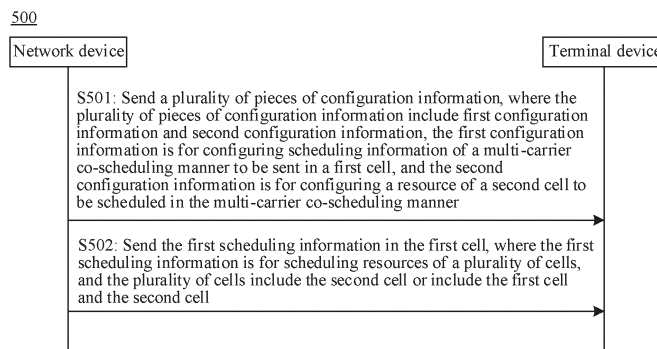 500
Network device
Terminal device
S501: Send a plurality of pieces of configuration information, where the
plurality of pieces of configuration information include first configuration
information and second configuration information, the first configuration
information is for configuring scheduling information of a multi-carrier
co-scheduling manner to be sent in a first cell, and the second
configuration information is for configuring a resource of a second cell to
be scheduled in the multi-carrier co-scheduling manner
S502: Send the first scheduling information in the first cell, where the first
scheduling information is for scheduling resources of a plurality of cells,
and the plurality of cells include the second cell or include the first cell
and the second cell